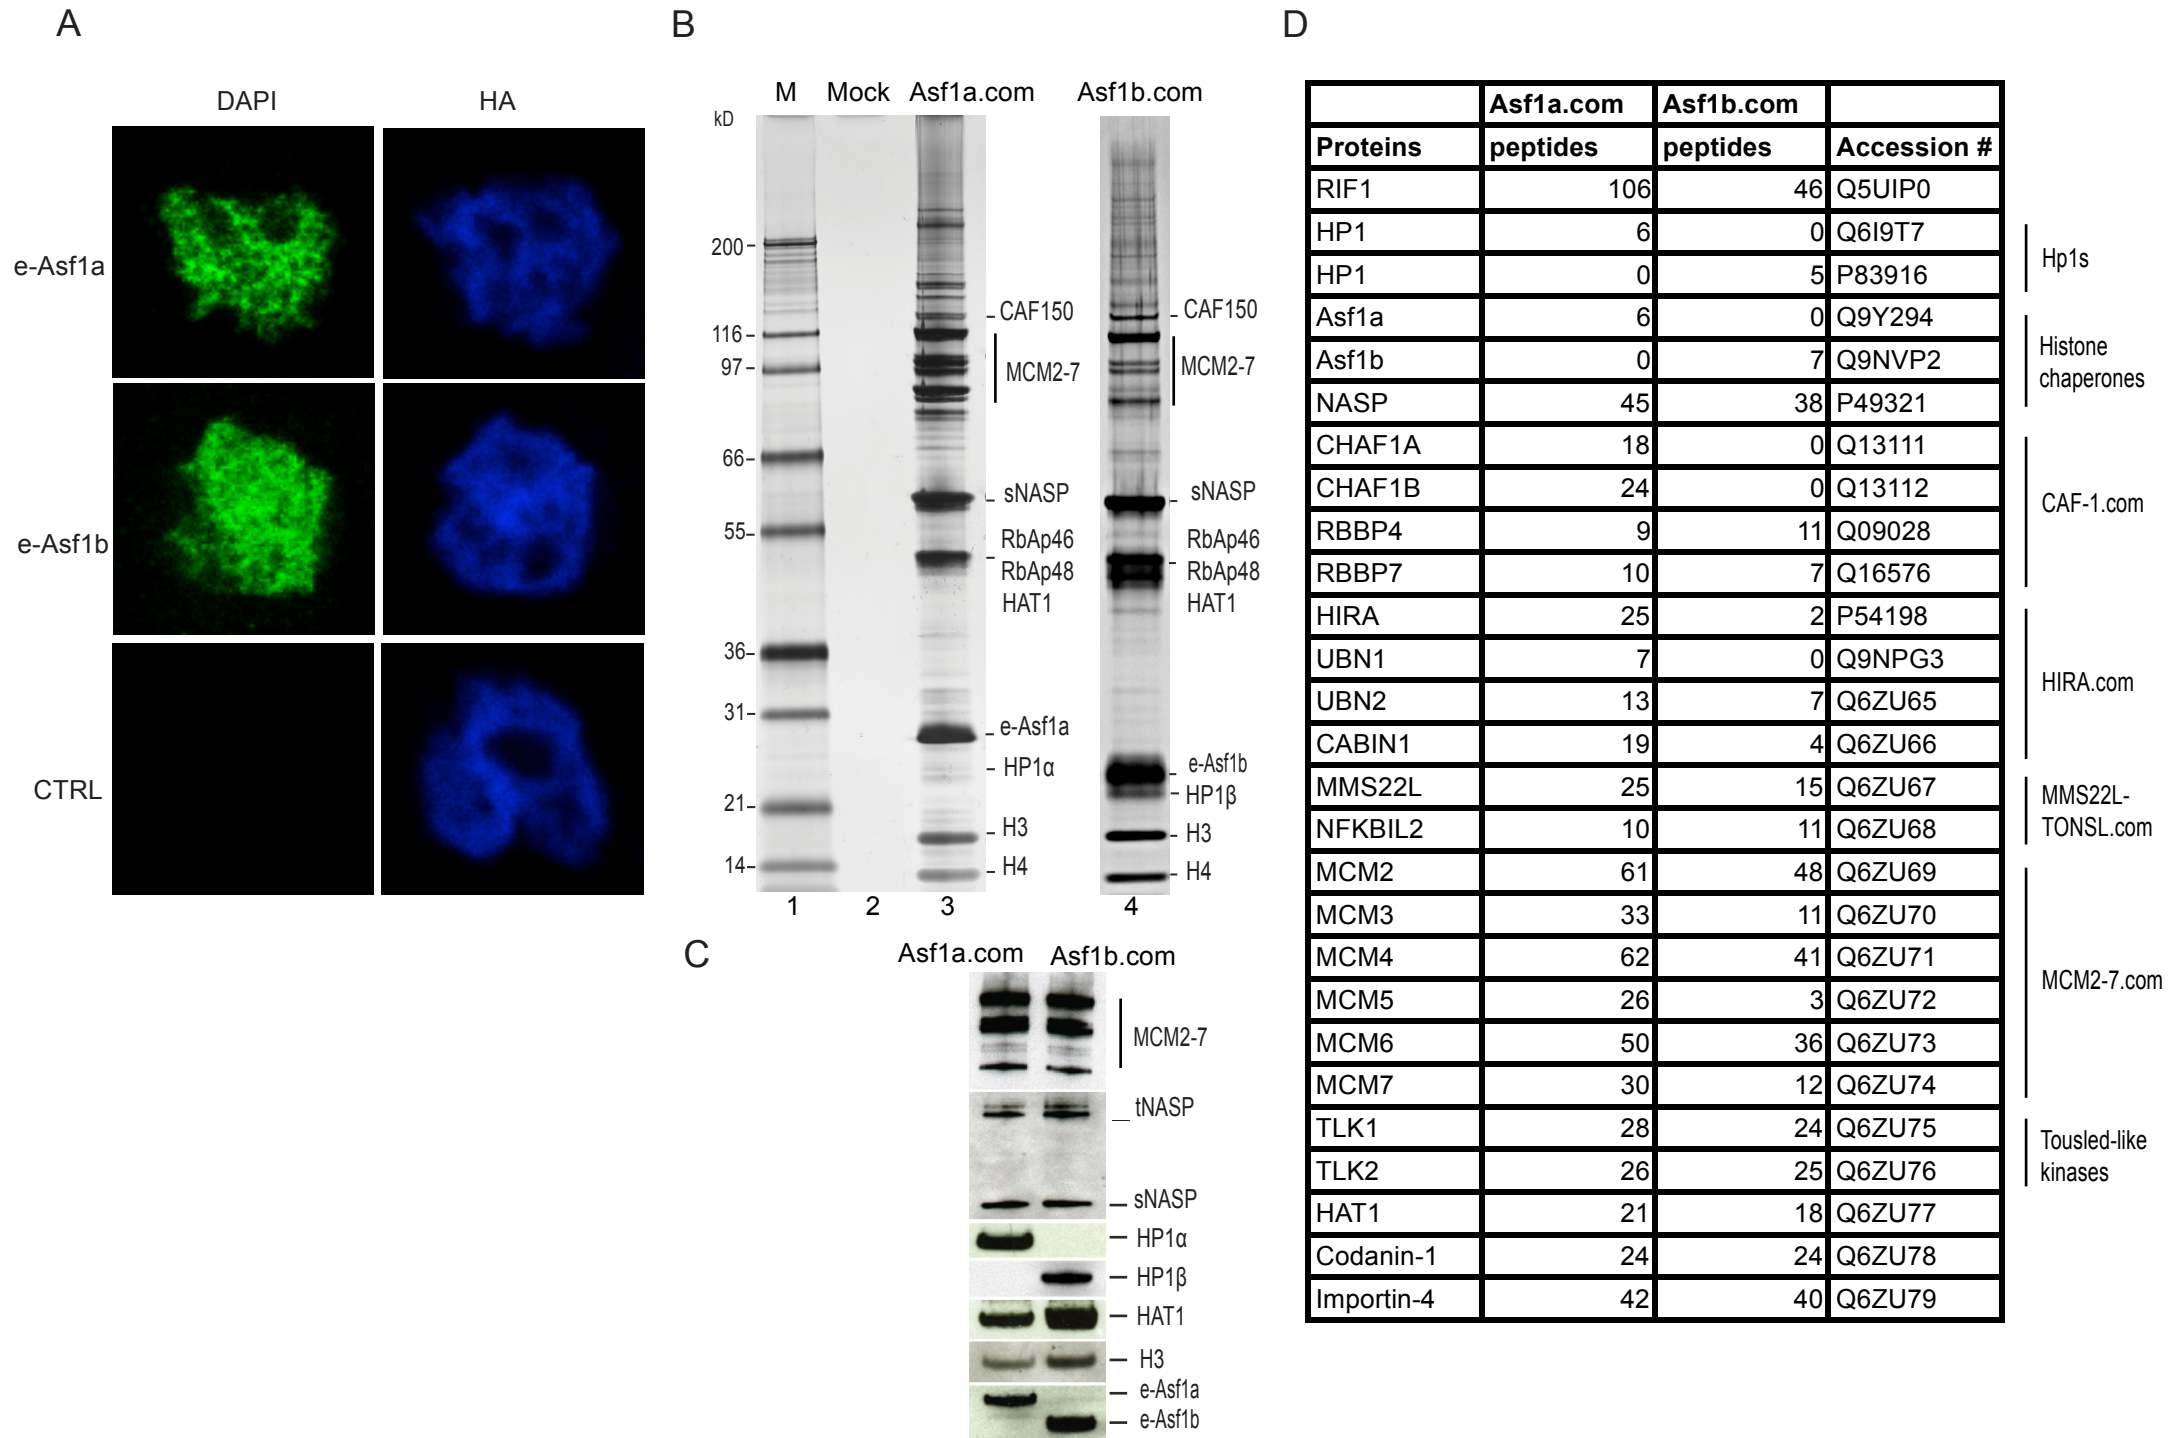 A
DAPI
HA
e-Asf1a
e-Asf1b
CTRL
B
M
Mock
Asf1a.com
Asf1b.com
kD
200
116
97
66
55
36
31
21
14
CAF150
MCM2-7
sNASP
RbAp46
RbAp48
HAT1
e-Asf1a
HP1α
H3
H4
CAF150
MCM2-7
sNASP
RbAp46
RbAp48
HAT1
e-Asf1b
HP1β
H3
H4
1
2
3
4
C
Asf1a.com
Asf1b.com
MCM2-7
tNASP
sNASP
HP1α
HP1β
HAT1
H3
e-Asf1a
e-Asf1b
D
Asf1a.com Asf1b.com
Proteins peptides peptides Accession #
RIF1 106 46 Q5UIP0
HP1 6 0 Q6I9T7
HP1 0 5 P83916
Asf1a 6 0 Q9Y294
Asf1b 0 7 Q9NVP2
NASP 45 38 P49321
CHAF1A 18 0 Q13111
CHAF1B 24 0 Q13112
RBBP4 9 11 Q09028
RBBP7 10 7 Q16576
HIRA 25 2 P54198
UBN1 7 0 Q9NPG3
UBN2 13 7 Q6ZU65
CABIN1 19 4 Q6ZU66
MMS22L 25 15 Q6ZU67
NFKBIL2 10 11 Q6ZU68
MCM2 61 48 Q6ZU69
MCM3 33 11 Q6ZU70
MCM4 62 41 Q6ZU71
MCM5 26 3 Q6ZU72
MCM6 50 36 Q6ZU73
MCM7 30 12 Q6ZU74
TLK1 28 24 Q6ZU75
TLK2 26 25 Q6ZU76
HAT1 21 18 Q6ZU77
Codanin-1 24 24 Q6ZU78
Importin-4 42 40 Q6ZU79
Hp1s
Histone
chaperones
CAF-1.com
HIRA.com
MMS22L-
TONSL.com
MCM2-7.com
Tousled-like
kinases